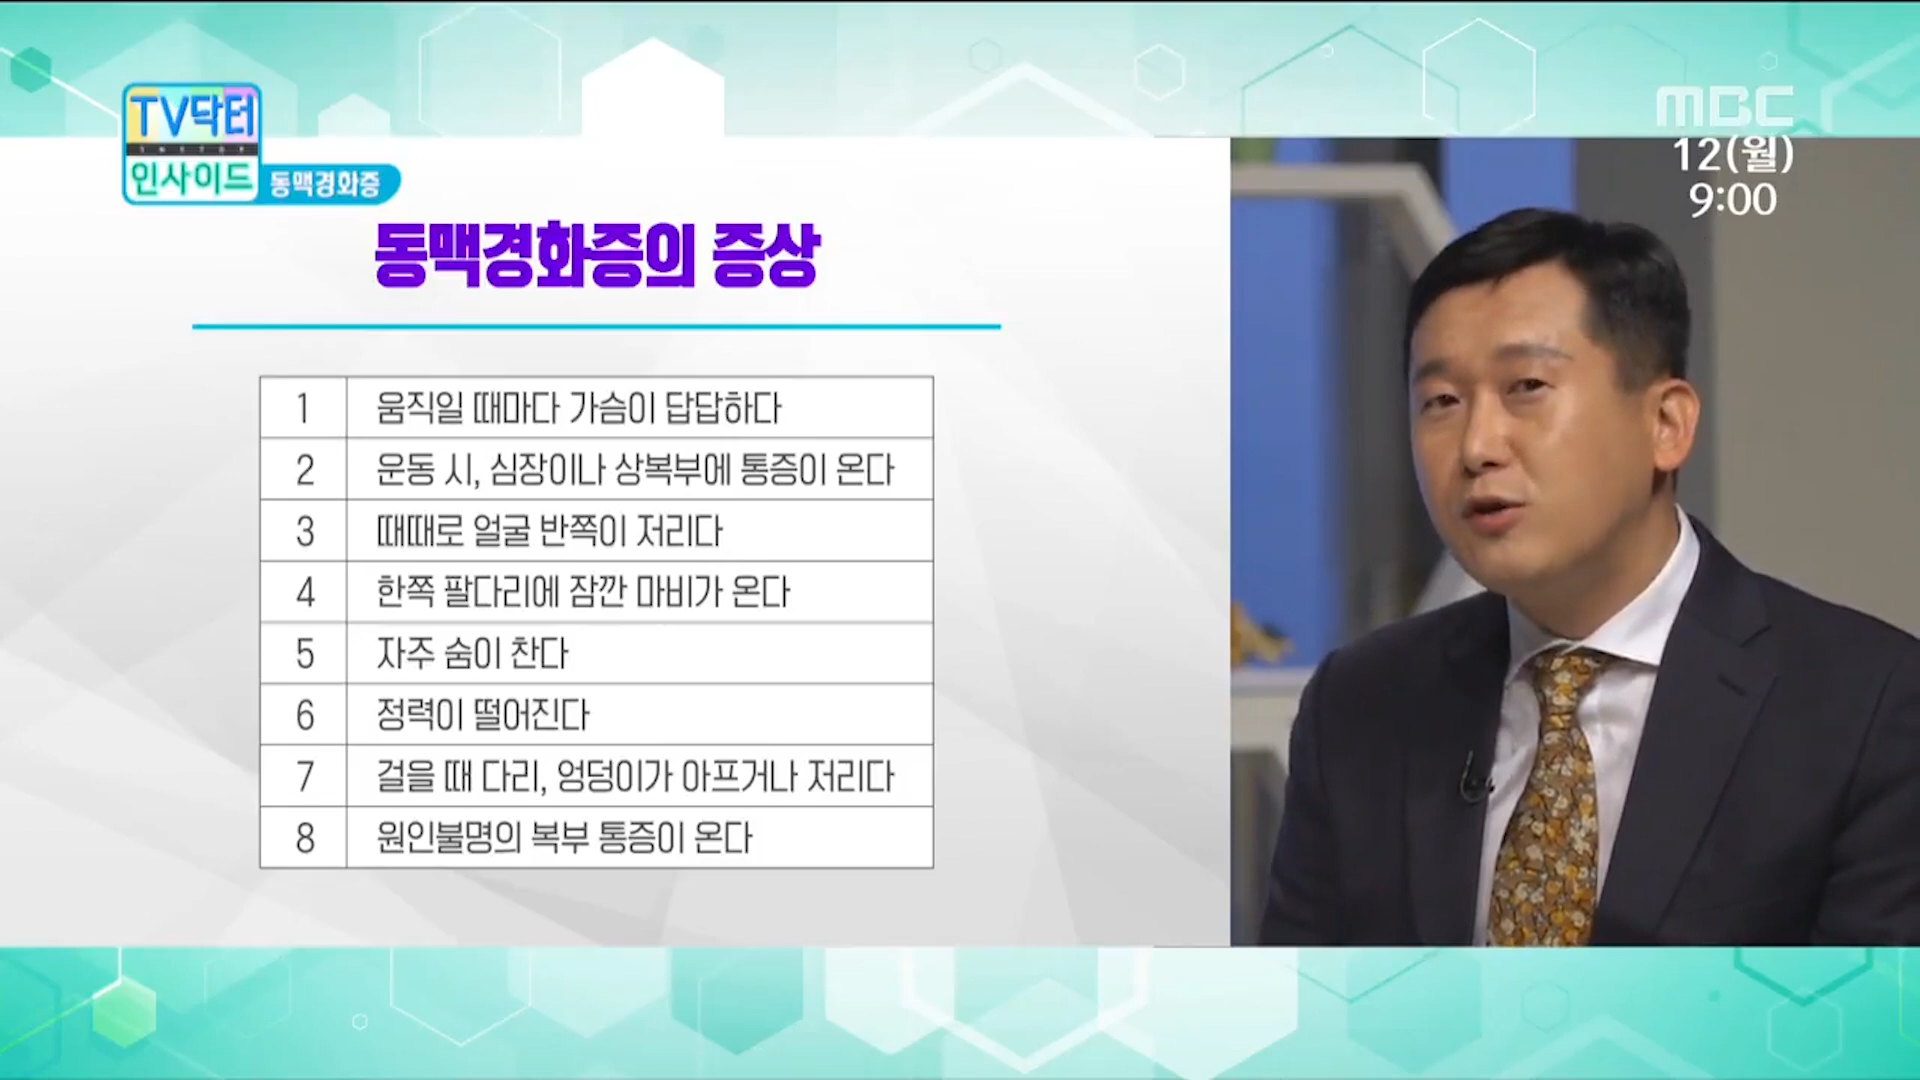 TV닥터
인사이드
동맥경화증
MBC
12(월)
9:00
동맥경화증의 증상
1 움직일 때마다 가슴이 답답하다
2 운동 시, 심장이나 상복부에 통증이 온다
3 때때로 얼굴 반쪽이 저리다
4 한쪽 팔다리에 잠깐 마비가 온다
5 자주 숨이 찬다
6 정력이 떨어진다
7 걸을 때 다리, 엉덩이가 아프거나 저리다
8 원인불명의 복부 통증이 온다